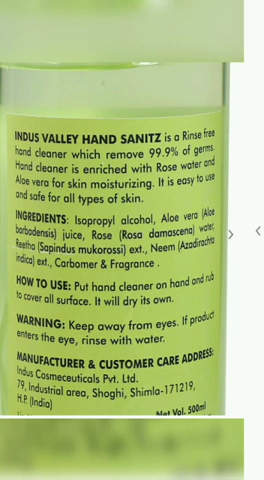 INDUS VALLEY HAND SANITZ is a Rinse free
hand cleaner which remove 99.9% of germs.
Hand cleaner is enriched with Rose water and
Aloe vera for skin moisturizing. It is easy to use
and safe for all types of skin.
INGREDIENTS: Isopropyl alcohol, Aloe vera (Aloe
barbadensis) juice, Rose (Rosa damascena) water,
Reetha (Sapindus mukorossi) ext., Neem (Azadirachta
indica) ext., Carbomer & Fragrance .
HOW TO USE: Put hand cleaner on hand and rub
to cover all surface. It will dry its own.
WARNING: Keep away from eyes. If product
enters the eye, rinse with water.
MANUFACTURER & CUSTOMER CARE ADDRESS:
Indus Cosmeceuticals Pvt. Ltd.
79, Industrial area, Shoghi, Shimla-171219,
H.P. (India)
Net Vol. 500ml